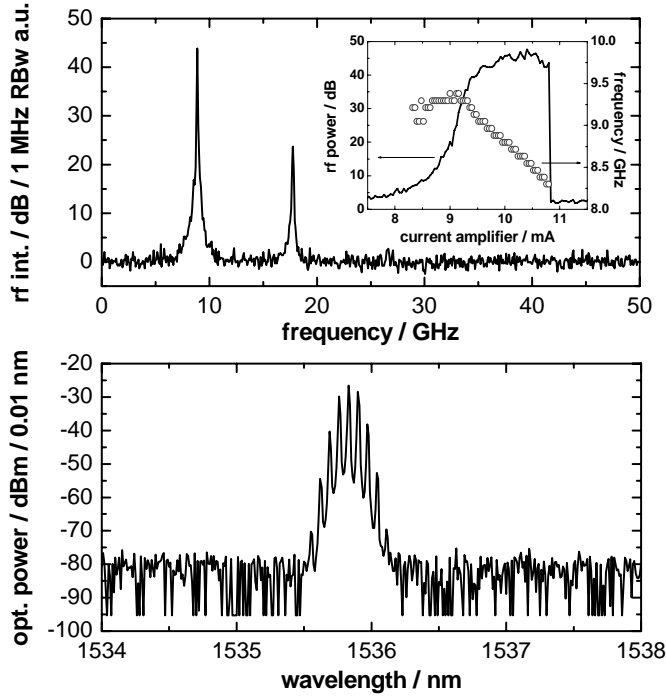 rf int. / dB / 1 MHz RBw a.u.
50
40
30
20
10
0
0 10 20 30 40 50
frequency / GHz
rf power / dB
50
40
30
20
10
0
8 9 10 11
current amplifier / mA
10.0
9.5
9.0
8.5
8.0
frequency / GHz
opt. power / dBm / 0.01 nm
-20
-30
-40
-50
-60
-70
-80
-90
-100
1534 1535 1536 1537 1538
wavelength / nm